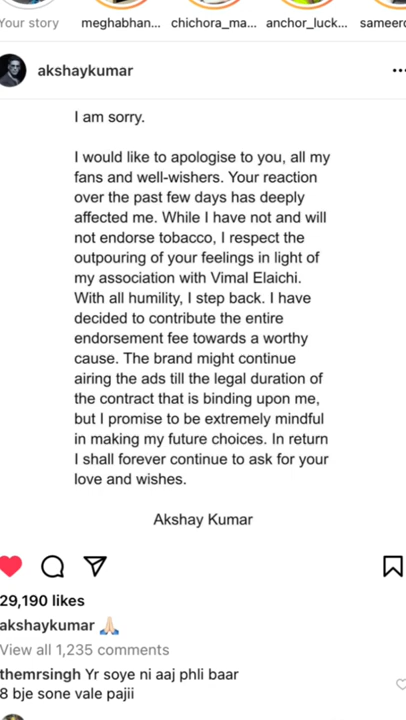 Your story
meghabhan...
chichora_ma...
anchor_luck...
sameer
akshaykumar
I am sorry.
I would like to apologise to you, all my
fans and well-wishers. Your reaction
over the past few days has deeply
affected me. While I have not and will
not endorse tobacco, I respect the
outpouring of your feelings in light of
my association with Vimal Elaichi.
With all humility, I step back. I have
decided to contribute the entire
endorsement fee towards a worthy
cause. The brand might continue
airing the ads till the legal duration of
the contract that is binding upon me,
but I promise to be extremely mindful
in making my future choices. In return
I shall forever continue to ask for your
love and wishes.
Akshay Kumar
29,190 likes
akshaykumar 🙏🏻
View all 1,235 comments
themrsingh Yr soye ni aaj phli baar
8 bje sone vale pajii